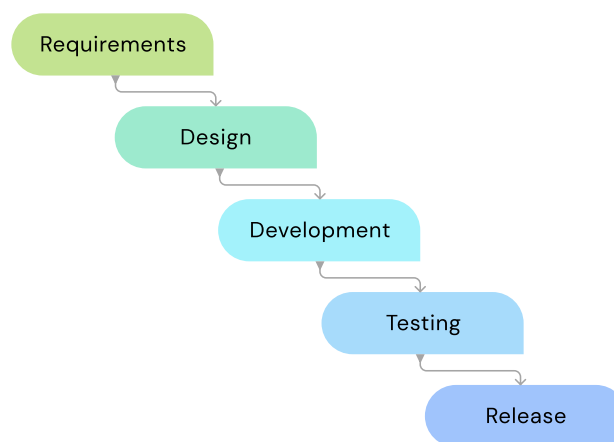 Requirements
Design
Development
Testing
Release